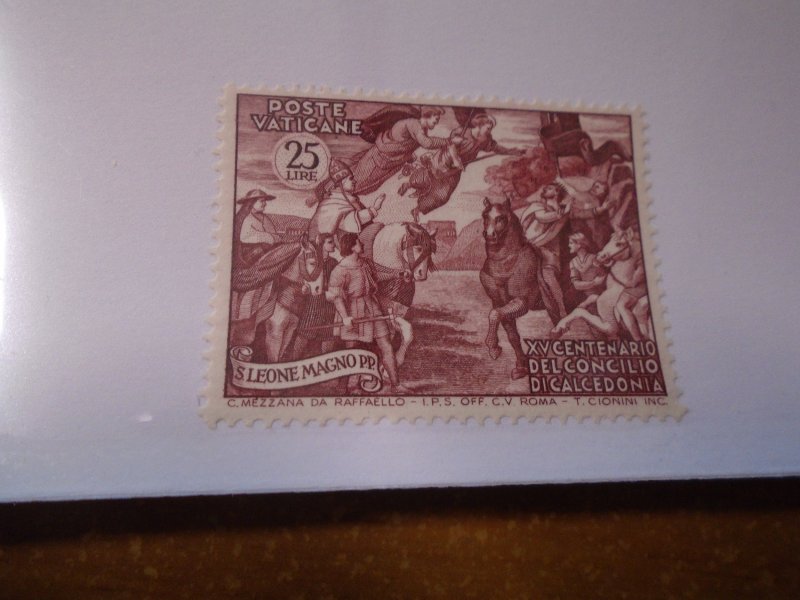 POSTE
VATICANE
25
LIRE
S. LEONE MAGNO PP.
XV CENTENARIO
DEL CONCILIO
DI CALCEDONIA
C. MEZZANA DA RAFFAELLO - I.P.S. OFF. C.V. ROMA - T. CIONINI INC.